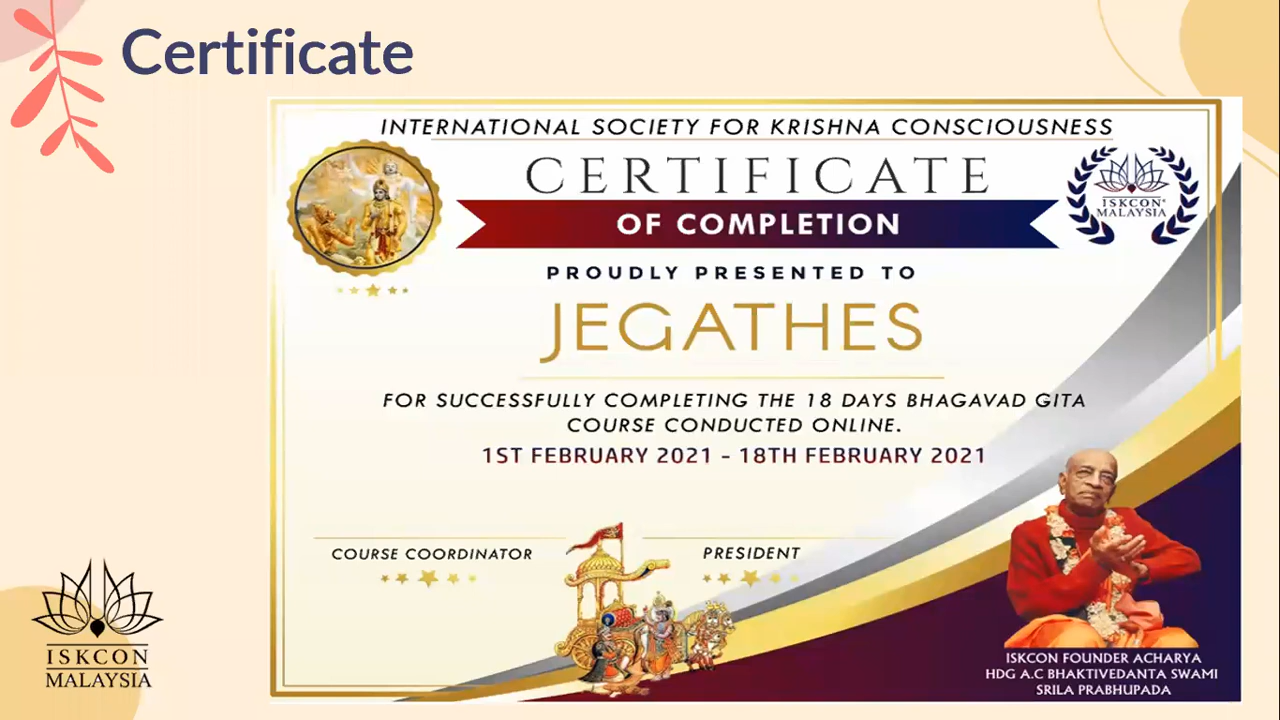 Certificate
INTERNATIONAL SOCIETY FOR KRISHNA CONSCIOUSNESS
CERTIFICATE
OF COMPLETION
ISKCON
MALAYSIA
PROUDLY PRESENTED TO
JEGATHES
FOR SUCCESSFULLY COMPLETING THE 18 DAYS BHAGAVAD GITA
COURSE CONDUCTED ONLINE.
1ST FEBRUARY 2021 - 18TH FEBRUARY 2021
COURSE COORDINATOR
PRESIDENT
ISKCON FOUNDER ACHARYA
HDG A.C BHAKTIVEDANTA SWAMI
SRILA PRABHUPADA
ISKCON
MALAYSIA